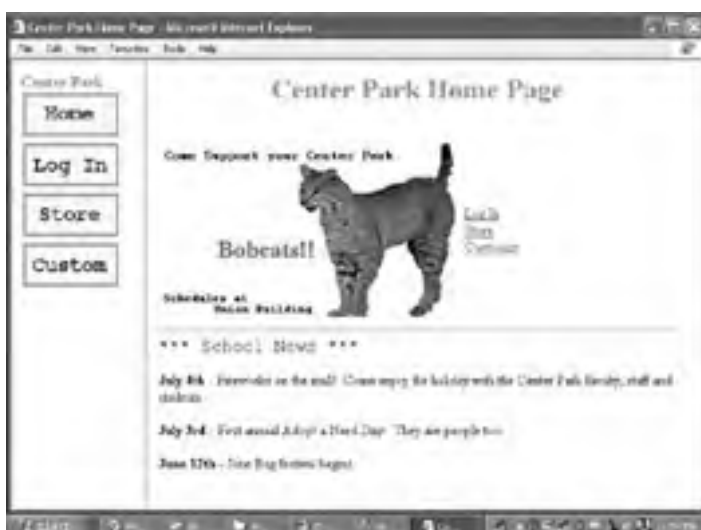 Center Park Home Page - Microsoft Internet Explorer
File Edit View Favorites Tools Help
Center Park
Home
Log In
Store
Custom
Center Park Home Page
Come Support your Center Park
Bobcats!!
Schedules at
Union Building
Log In
Store
Customize
*** School News ***
July 4th - Fireworks on the mall! Come enjoy the holiday with the Center Park faculty, staff and
students
July 3rd - First annual Adopt a Nerd Day! They are people too
June 12th - June Bug festival begins
start